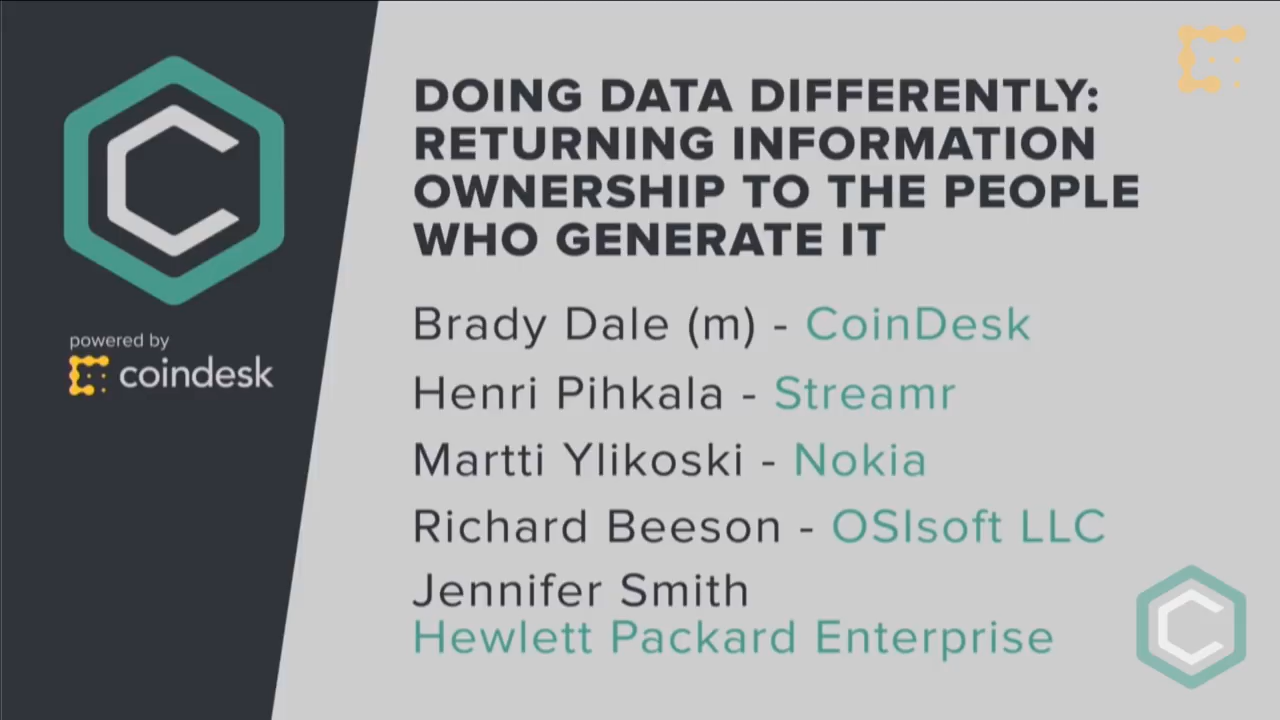 DOING DATA DIFFERENTLY:
RETURNING INFORMATION
OWNERSHIP TO THE PEOPLE
WHO GENERATE IT
powered by
coindesk
Brady Dale (m) - CoinDesk
Henri Pihkala - Streamr
Martti Ylikoski - Nokia
Richard Beeson - OSIsoft LLC
Jennifer Smith
Hewlett Packard Enterprise